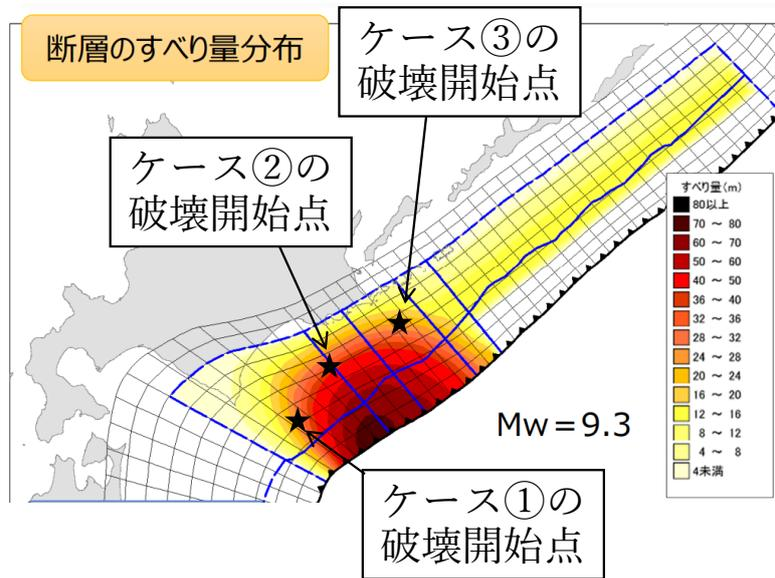 断層のすべり量分布
ケース③の
破壊開始点
ケース②の
破壊開始点
すべり量(m)
80以上
70 ～ 80
60 ～ 70
50 ～ 60
40 ～ 50
36 ～ 40
32 ～ 36
28 ～ 32
24 ～ 28
20 ～ 24
16 ～ 20
12 ～ 16
8 ～ 12
4 ～ 8
4未満
Mw＝9.3
ケース①の
破壊開始点